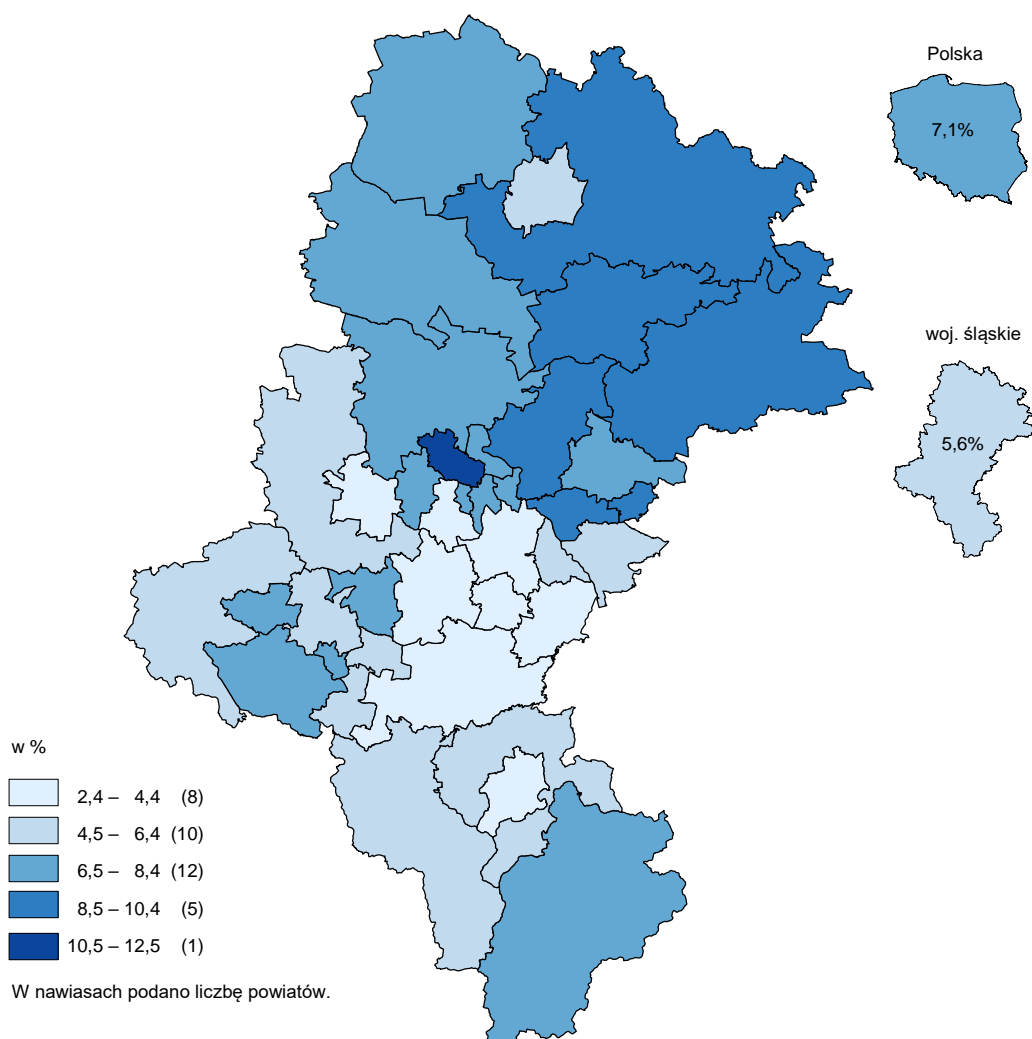 Polska
7,1%
woj. śląskie
5,6%
w %
2,4 – 4,4 (8)
4,5 – 6,4 (10)
6,5 – 8,4 (12)
8,5 – 10,4 (5)
10,5 – 12,5 (1)
W nawiasach podano liczbę powiatów.